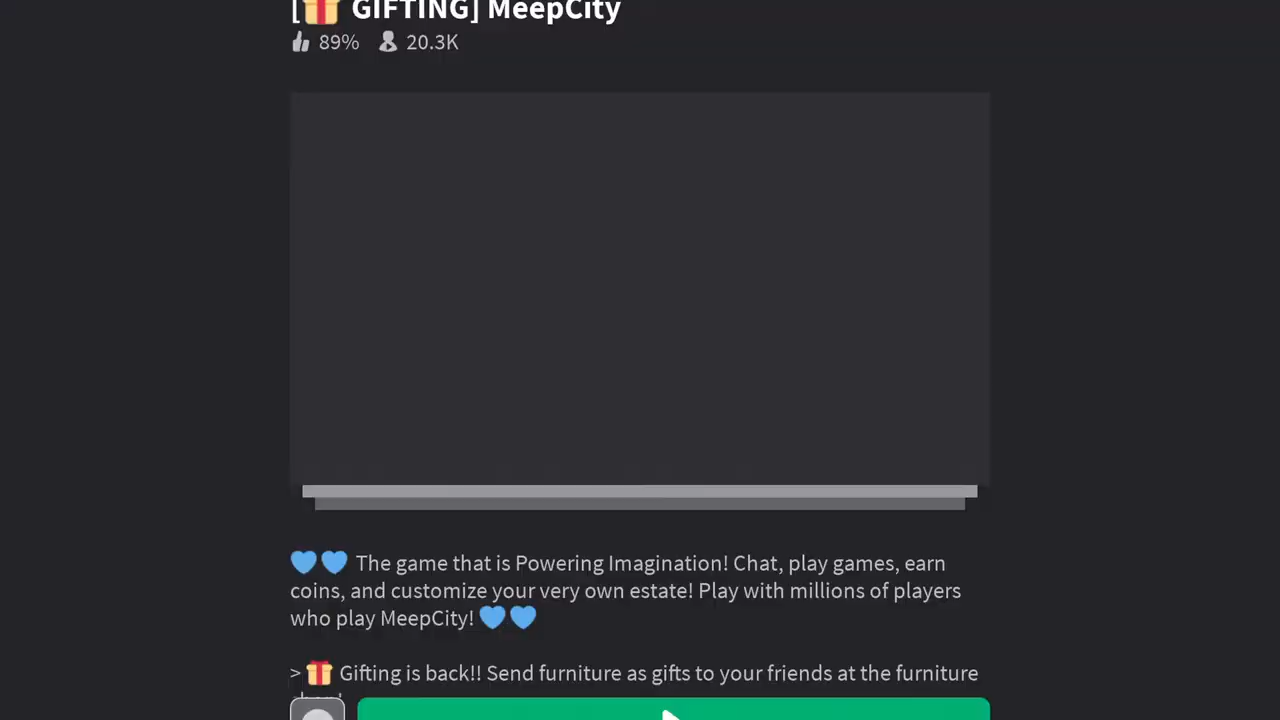 [🎁 GIFTING] MeepCity
89% 20.3K
💙💙 The game that is Powering Imagination! Chat, play games, earn
coins, and customize your very own estate! Play with millions of players
who play MeepCity! 💙💙
> 🎁 Gifting is back!! Send furniture as gifts to your friends at the furniture